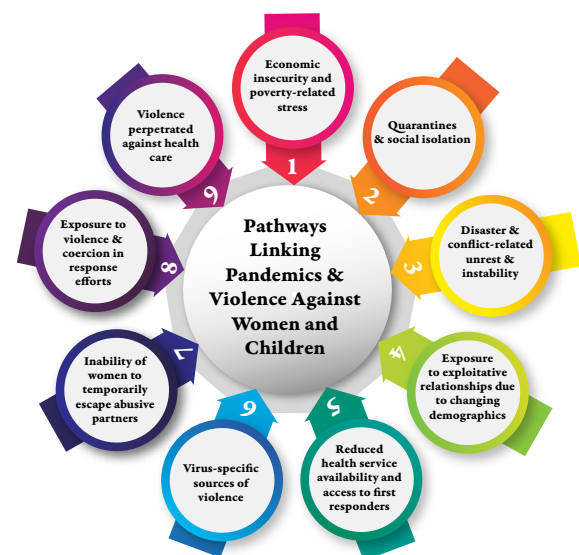 Economic
insecurity and
poverty-related
stress
1
Quarantines
& social isolation
2
Disaster &
conflict-related
unrest &
instability
3
Exposure
to exploitative
relationships due
to changing
demographics
4
Reduced
health service
availability and
access to first
responders
5
Virus-specific
sources of
violence
6
Inability of
women to
temporarily
escape abusive
partners
7
Exposure to
violence &
coercion in
response
efforts
8
Violence
perpetrated
against health
care
9
Pathways
Linking
Pandemics &
Violence Against
Women and
Children